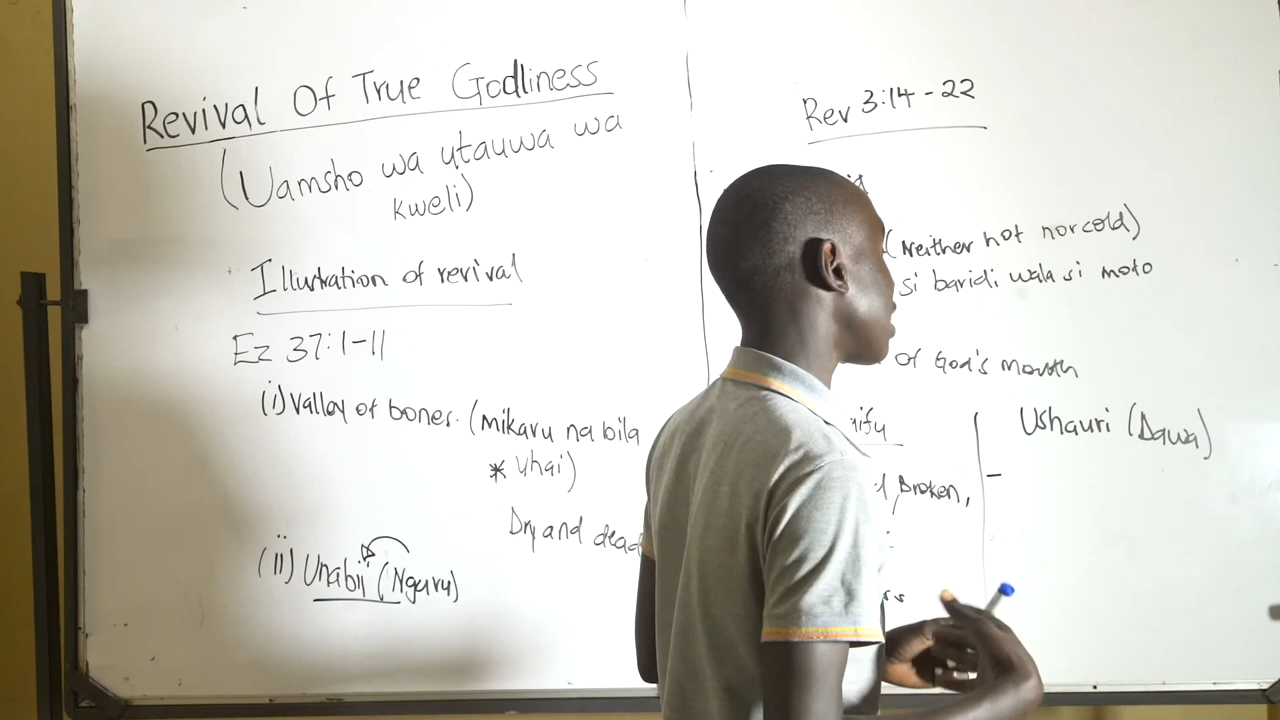 Revival Of True Godliness
(Uamsho wa utauwa wa
kweli)
Illustration of revival
Ez 37:1-11
(i) Valley of bones. (mikavu na bila
* uhai)
Dry and dead
(ii) Unabii (Nguvu)
Rev 3:14-22
(Neither hot nor cold)
si baridi wala si moto
of God's mouth
Ushauri (Dawa)
Broken,
-